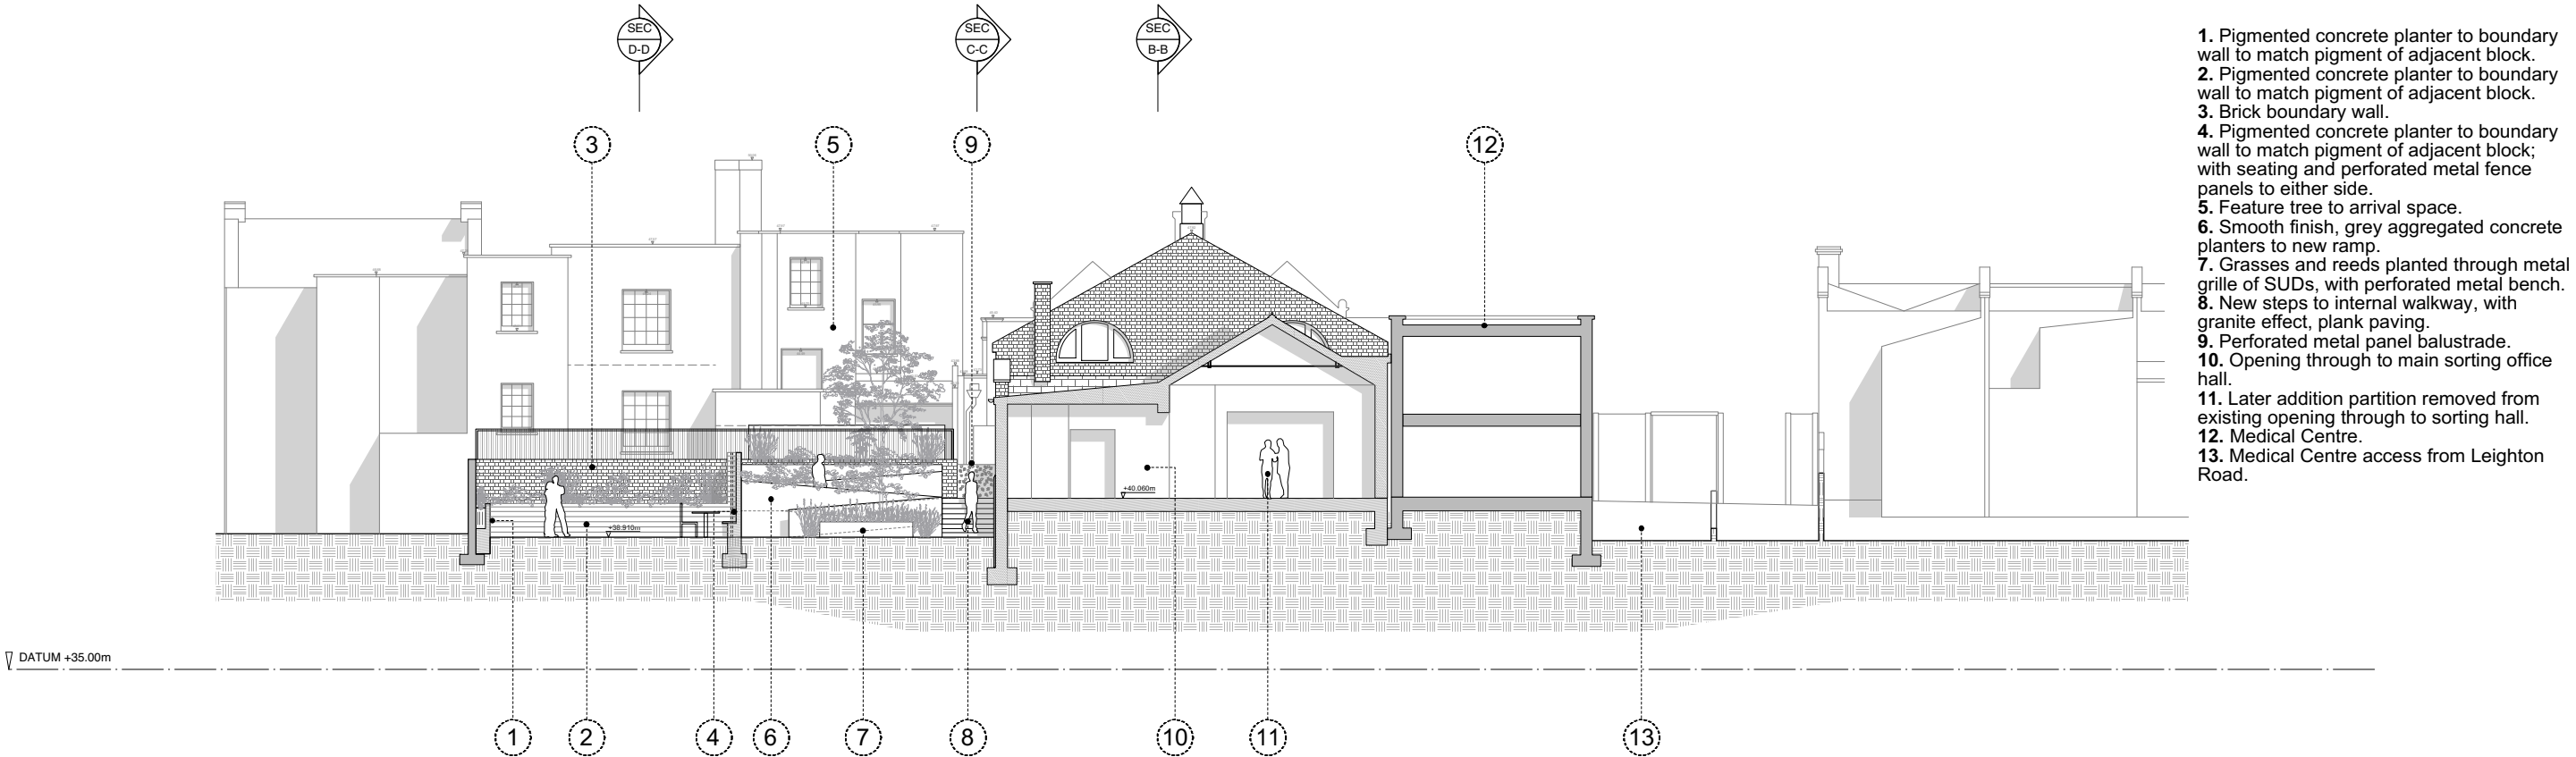 SEC
D-D
SEC
C-C
SEC
B-B
3
5
9
12
1. Pigmented concrete planter to boundary
wall to match pigment of adjacent block.
2. Pigmented concrete planter to boundary
wall to match pigment of adjacent block.
3. Brick boundary wall.
4. Pigmented concrete planter to boundary
wall to match pigment of adjacent block;
with seating and perforated metal fence
panels to either side.
5. Feature tree to arrival space.
6. Smooth finish, grey aggregated concrete
planters to new ramp.
7. Grasses and reeds planted through metal
grille of SUDs, with perforated metal bench.
8. New steps to internal walkway, with
granite effect, plank paving.
9. Perforated metal panel balustrade.
10. Opening through to main sorting office
hall.
11. Later addition partition removed from
existing opening through to sorting hall.
12. Medical Centre.
13. Medical Centre access from Leighton
Road.
+40.060m
+38.910m
DATUM +35.00m
1
2
4
6
7
8
10
11
13